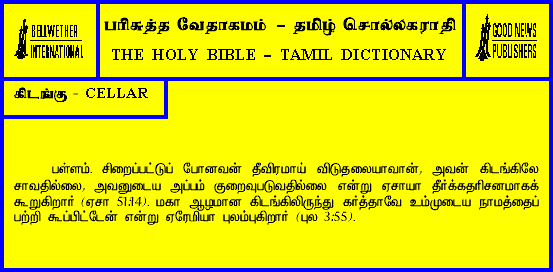 BELLWETHER
INTERNATIONAL
பரிசுத்த வேதாகமம் – தமிழ் சொல்லகராதி
THE HOLY BIBLE – TAMIL DICTIONARY
GOOD NEWS
PUBLISHERS
கிடங்கு - CELLAR
பள்ளம். சிறைப்பட்டுப் போனவன் தீவிரமாய் விடுதலையாவான், அவன் கிடங்கிலே
சாவதில்லை, அவனுடைய அப்பம் குறைவுபடுவதில்லை என்று ஏசாயா தீர்க்கதரிசனமாகக்
கூறுகிறார் (ஏசா 51:14). மகா ஆழமான கிடங்கிலிருந்து கர்த்தாவே உம்முடைய நாமத்தைப்
பற்றி கூப்பிட்டேன் என்று ஏரேமியா புலம்புகிறார் (புல 3:55).